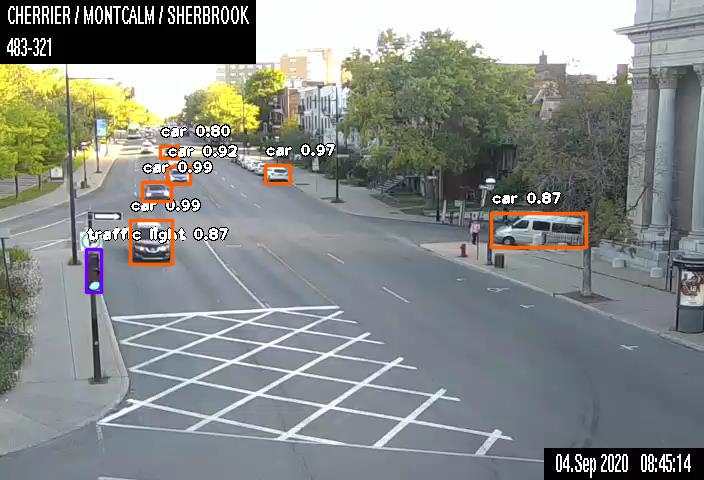 CHERRIER / MONTCALM / SHERBROOK
483-321
car 0.80
car 0.92
car 0.97
car 0.99
car 0.87
car 0.99
traffic light 0.87
04.Sep 2020 08:45:14